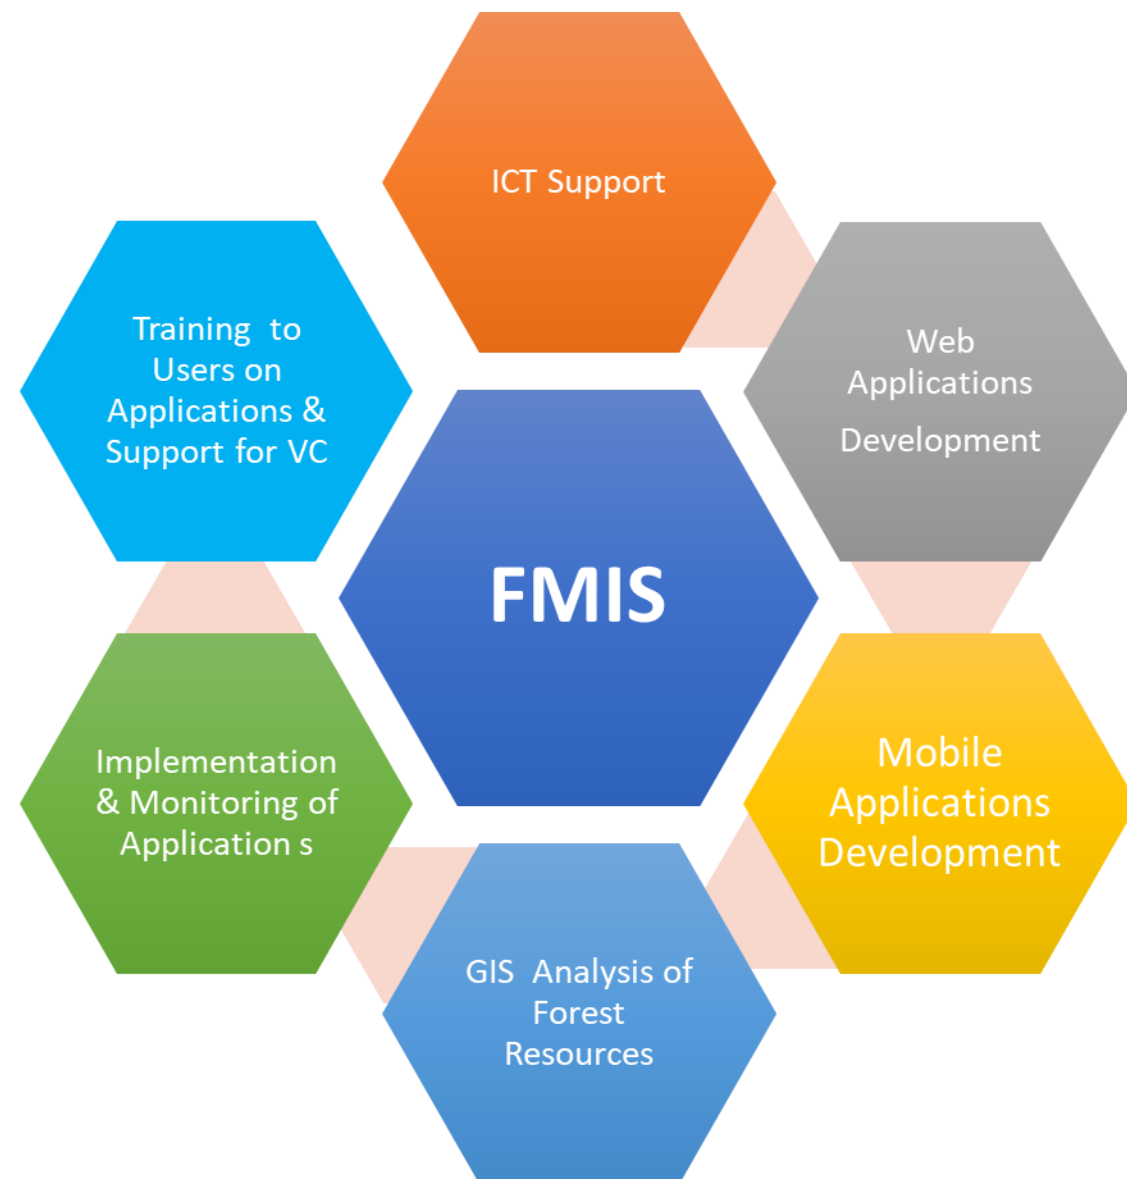 ICT Support
Web
Applications
Development
Mobile
Applications
Development
GIS  Analysis of
Forest
Resources
Implementation
& Monitoring of
Application s
Training  to
Users on
Applications &
Support for VC
FMIS